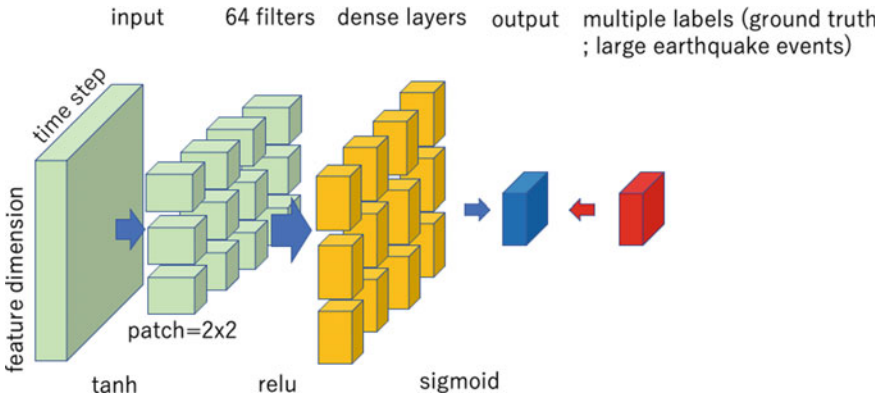 input
64 filters
dense layers
output
multiple labels (ground truth
; large earthquake events)
time step
feature dimension
patch=2x2
tanh
relu
sigmoid